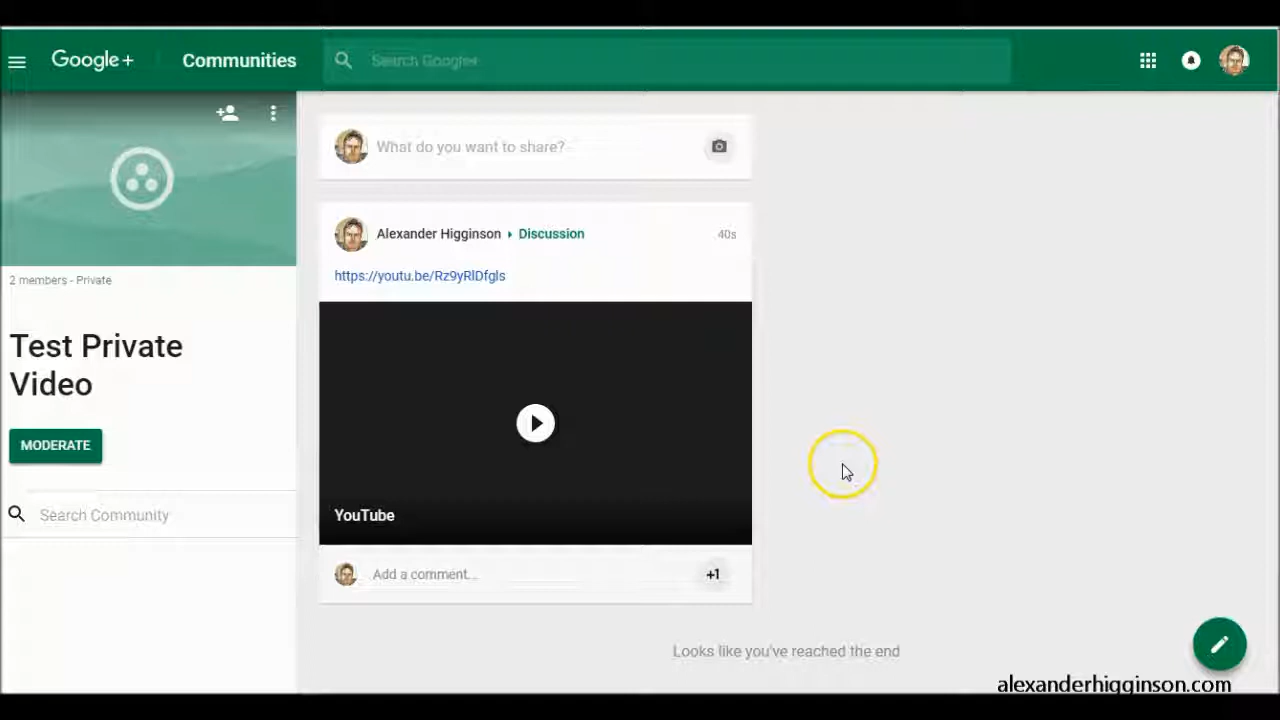 Google+
Communities
Search Google+
2 members - Private
Test Private
Video
MODERATE
Search Community
What do you want to share?
Alexander Higginson
Discussion
40s
https://youtu.be/Rz9yRlDfgls
YouTube
Add a comment...
+1
Looks like you've reached the end
alexanderhigginson.com